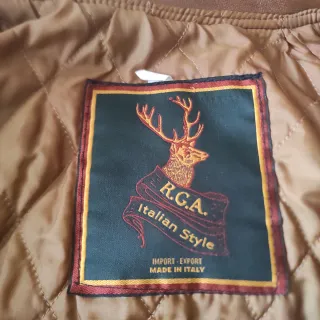 R.G.A.
Italian Style
IMPORT - EXPORT
MADE IN ITALY